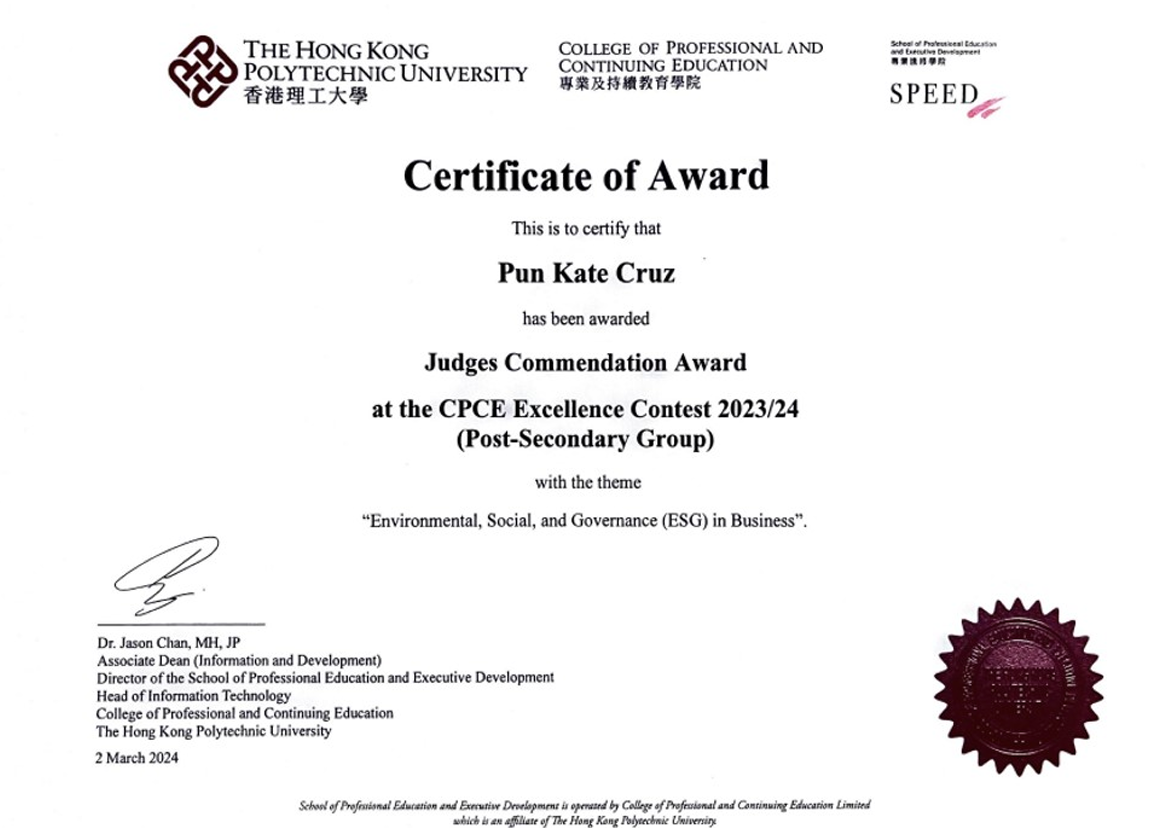 THE HONG KONG
POLYTECHNIC UNIVERSITY
香港理工大學
COLLEGE OF PROFESSIONAL AND
CONTINUING EDUCATION
專業及持續教育學院
School of Professional Education
and Executive Development
專業進修學院
SPEED
Certificate of Award
This is to certify that
Pun Kate Cruz
has been awarded
Judges Commendation Award
at the CPCE Excellence Contest 2023/24
(Post-Secondary Group)
with the theme
“Environmental, Social, and Governance (ESG) in Business”.
Dr. Jason Chan, MH, JP
Associate Dean (Information and Development)
Director of the School of Professional Education and Executive Development
Head of Information Technology
College of Professional and Continuing Education
The Hong Kong Polytechnic University
2 March 2024
School of Professional Education and Executive Development is operated by College of Professional and Continuing Education Limited
which is an affiliate of The Hong Kong Polytechnic University.